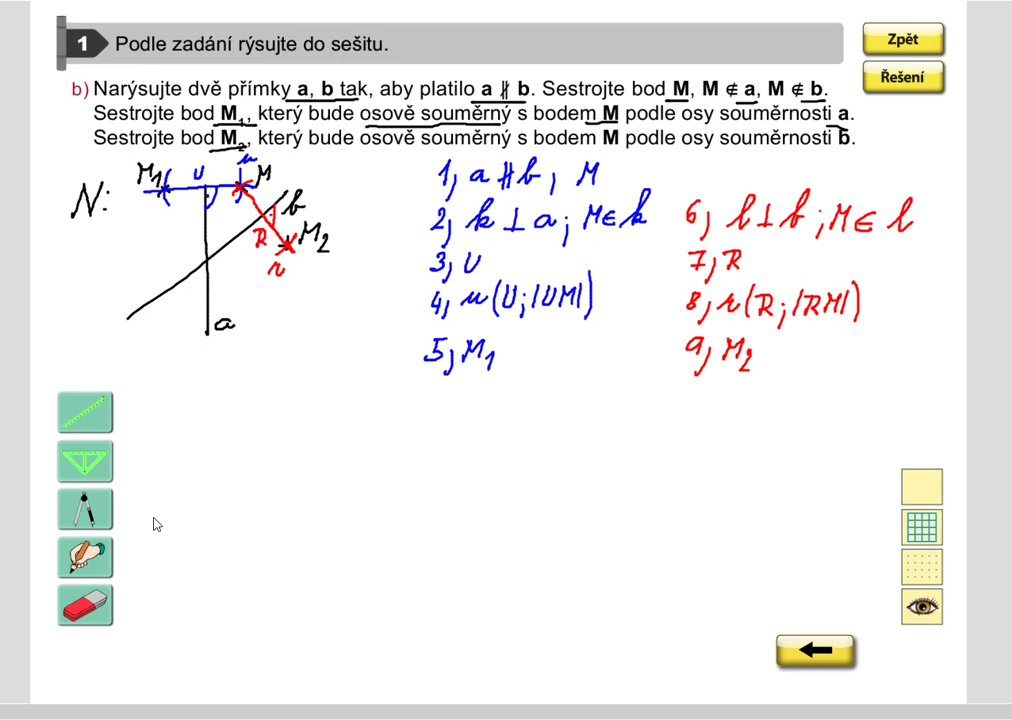 1 Podle zadání rýsujte do sešitu.
Zpět
Řešení
b) Narýsujte dvě přímky a, b tak, aby platilo a ∦ b. Sestrojte bod M, M ∉ a, M ∉ b.
Sestrojte bod M₁, který bude osově souměrný s bodem M podle osy souměrnosti a.
Sestrojte bod M₂, který bude osově souměrný s bodem M podle osy souměrnosti b.
N:
M₁ U u M
b
R M₂
r
a
1, a ∦ b, M
2, k ⊥ a; M ∈ k
3, U
4, u(U; |UM|)
5, M₁
6, l ⊥ b; M ∈ l
7, R
8, r(R; |RM|)
9, M₂